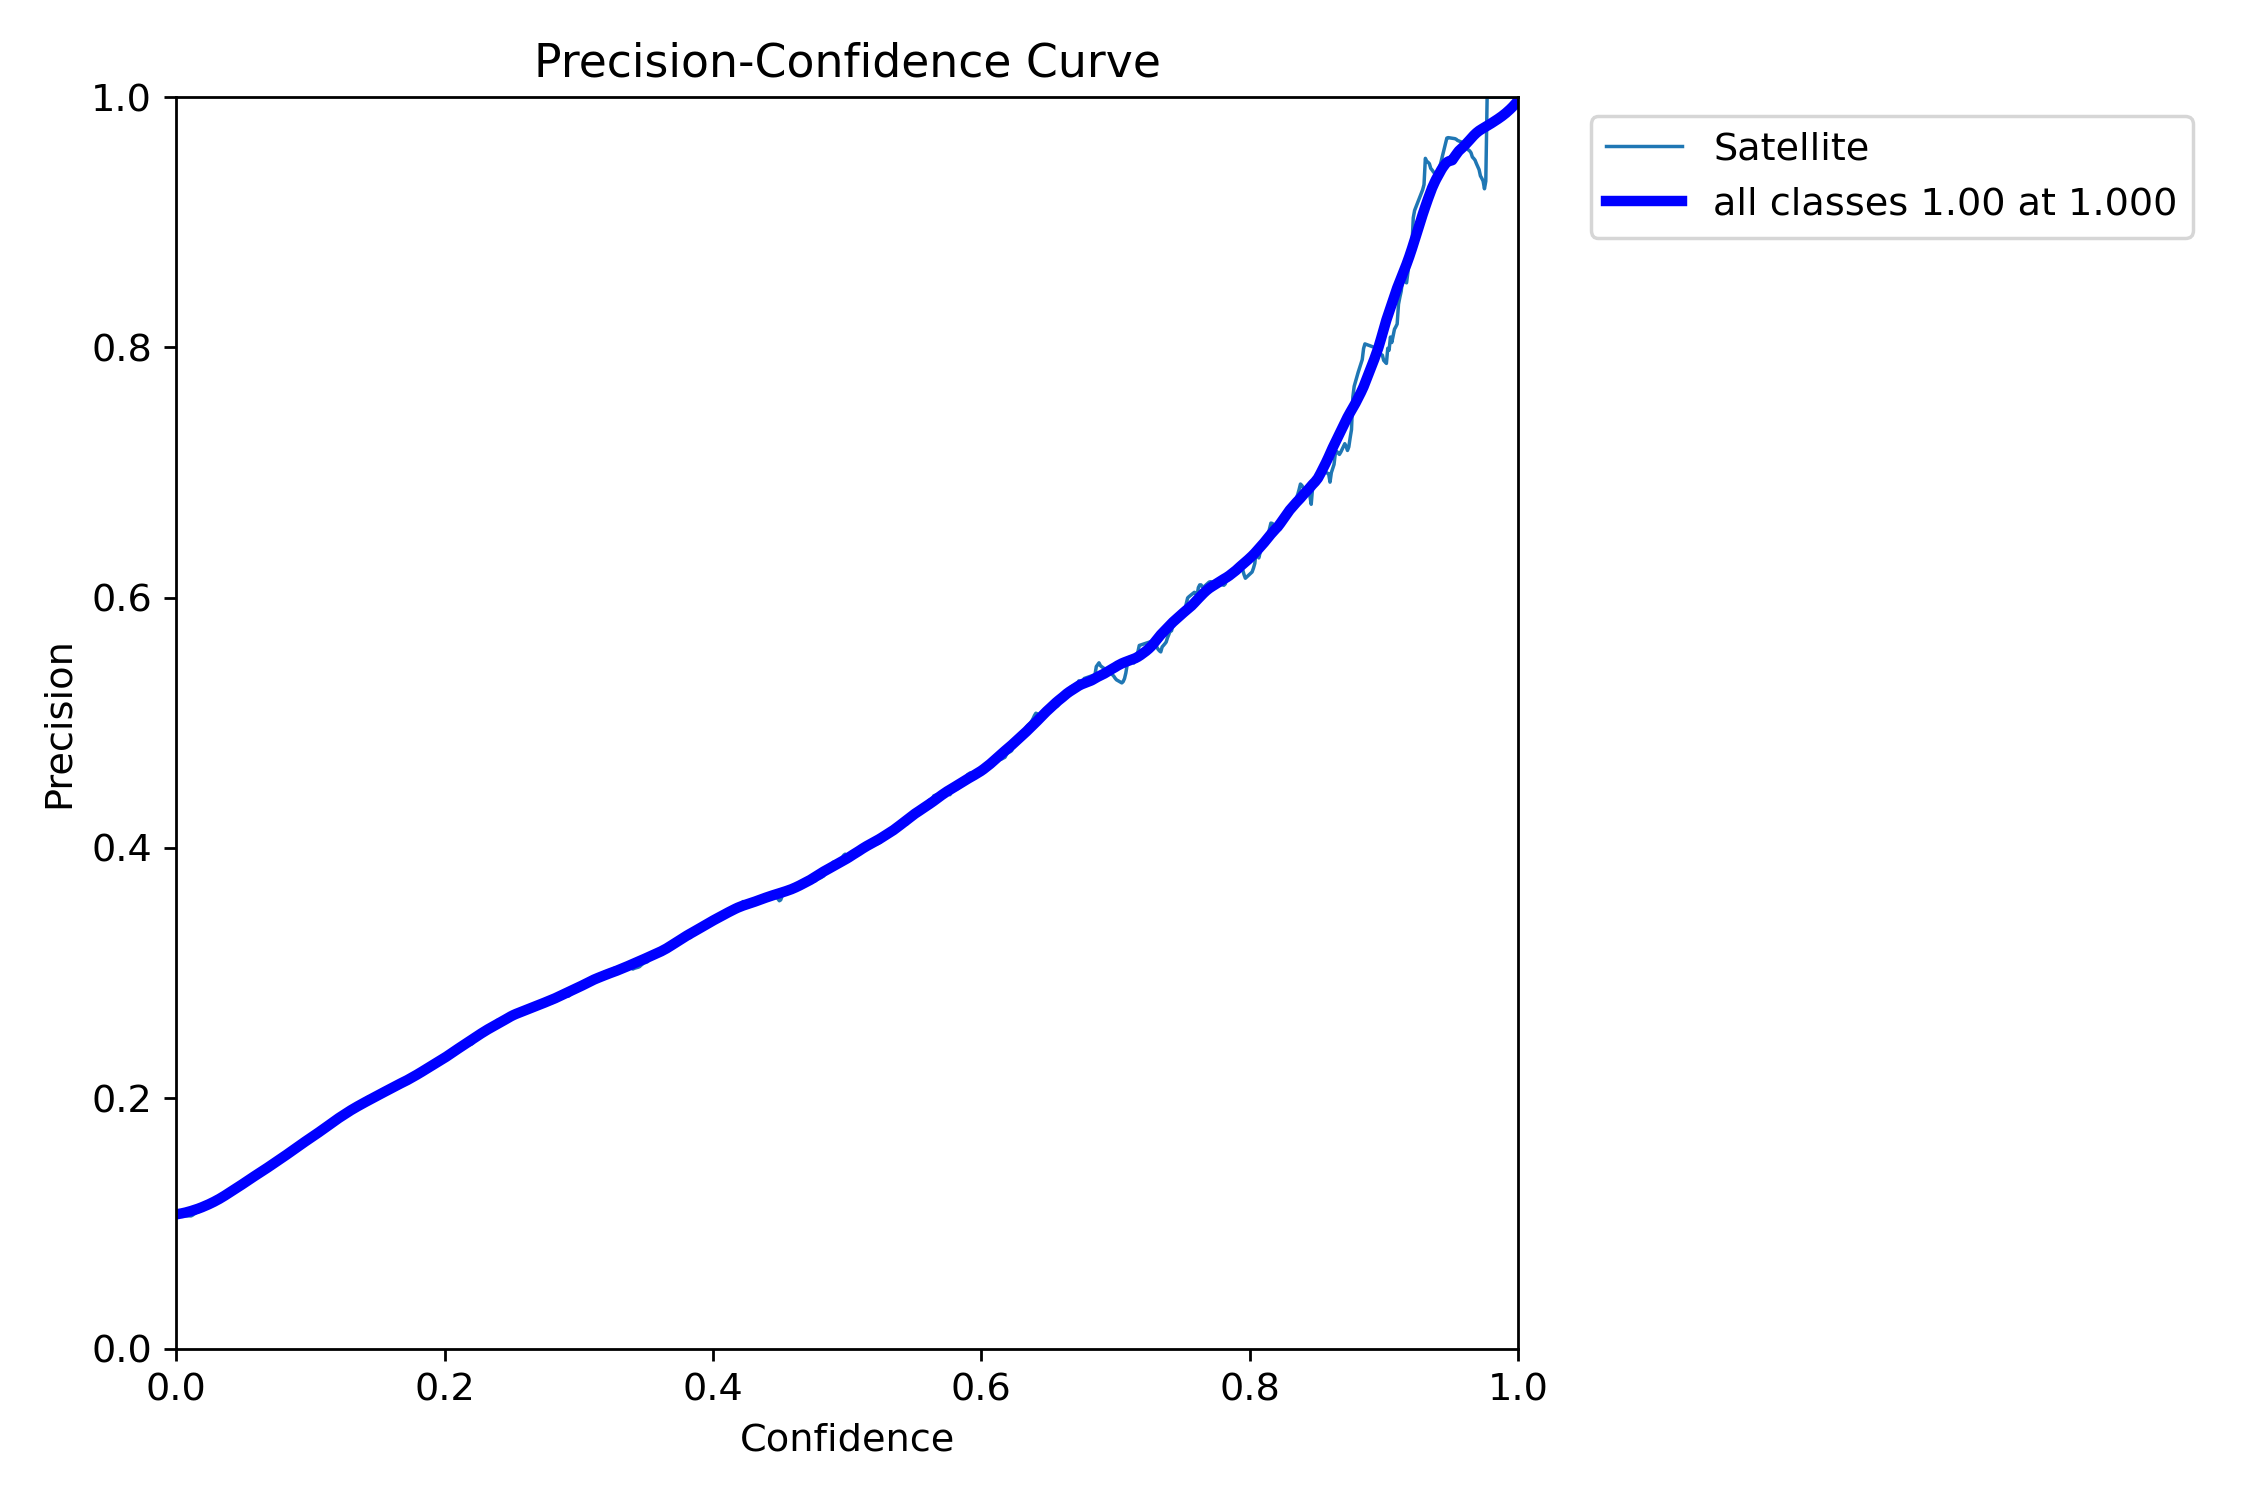 Precision-Confidence Curve
Satellite
all classes 1.00 at 1.000
Precision
1.0
0.8
0.6
0.4
0.2
0.0
0.0 0.2 0.4 0.6 0.8 1.0
Confidence